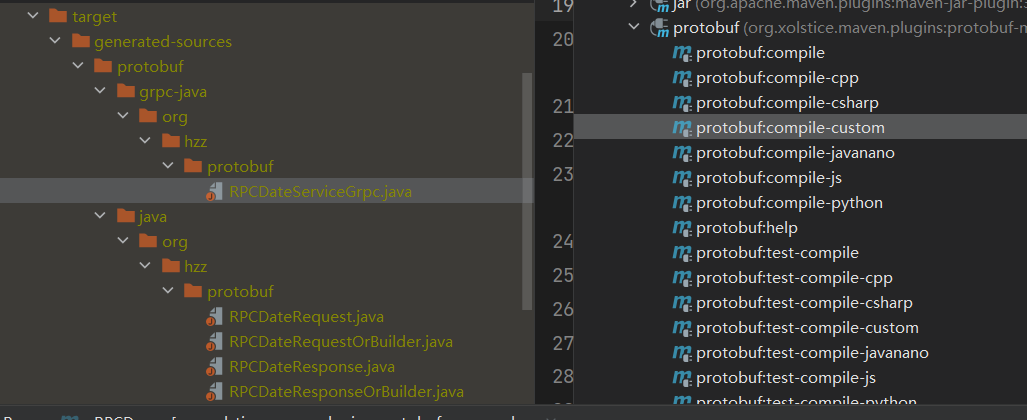 target
generated-sources
protobuf
grpc-java
org
hzz
protobuf
RPCDateServiceGrpc.java
java
org
hzz
protobuf
RPCDateRequest.java
RPCDateRequestOrBuilder.java
RPCDateResponse.java
RPCDateResponseOrBuilder.java
19
20
21
22
23
24
25
26
27
28
jar (org.apache.maven.plugins:maven-jar-plugin:3
protobuf (org.xolstice.maven.plugins:protobuf-m
protobuf:compile
protobuf:compile-cpp
protobuf:compile-csharp
protobuf:compile-custom
protobuf:compile-javanano
protobuf:compile-js
protobuf:compile-python
protobuf:help
protobuf:test-compile
protobuf:test-compile-cpp
protobuf:test-compile-csharp
protobuf:test-compile-custom
protobuf:test-compile-javanano
protobuf:test-compile-js
protobuf:test-compile-python